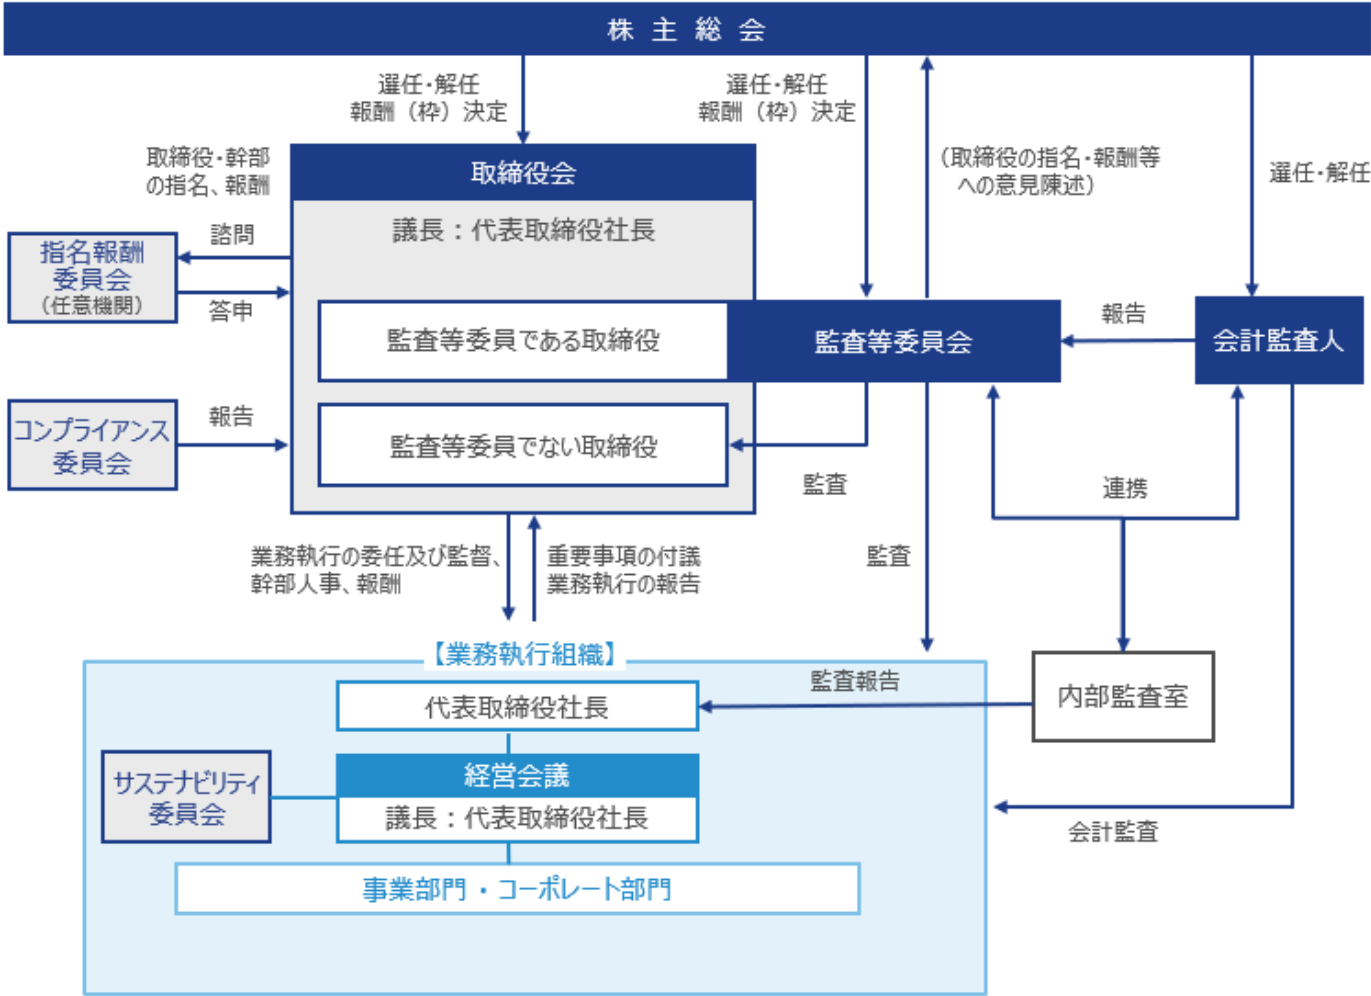 株主総会
選任・解任
報酬（枠）決定
選任・解任
報酬（枠）決定
（取締役の指名・報酬等
への意見陳述）
選任・解任
取締役・幹部
の指名、報酬
取締役会
議長：代表取締役社長
諮問
指名報酬
委員会
（任意機関）
答申
監査等委員である取締役
監査等委員会
報告
会計監査人
コンプライアンス
委員会
報告
監査等委員でない取締役
監査
連携
業務執行の委任及び監督、
幹部人事、報酬
重要事項の付議
業務執行の報告
監査
【業務執行組織】
代表取締役社長
監査報告
内部監査室
サステナビリティ
委員会
経営会議
議長：代表取締役社長
会計監査
事業部門・コーポレート部門